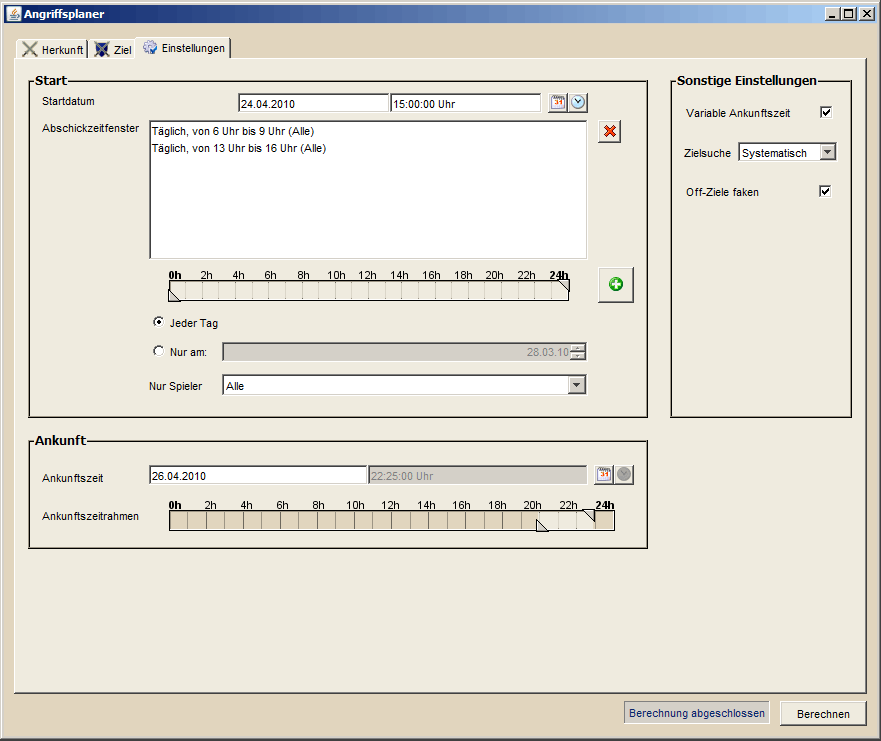 Angriffsplaner
Herkunft Ziel Einstellungen
Start
Startdatum 24.04.2010 15:00:00 Uhr 31
Abschickzeitfenster
Täglich, von 6 Uhr bis 9 Uhr (Alle)
Täglich, von 13 Uhr bis 16 Uhr (Alle)
0h 2h 4h 6h 8h 10h 12h 14h 16h 18h 20h 22h 24h
Jeder Tag
Nur am: 28.03.10
Nur Spieler Alle
Sonstige Einstellungen
Variable Ankunftszeit
Zielsuche Systematisch
Off-Ziele faken
Ankunft
Ankunftszeit 26.04.2010 22:25:00 Uhr 31
Ankunftszeitrahmen
0h 2h 4h 6h 8h 10h 12h 14h 16h 18h 20h 22h 24h
Berechnung abgeschlossen Berechnen